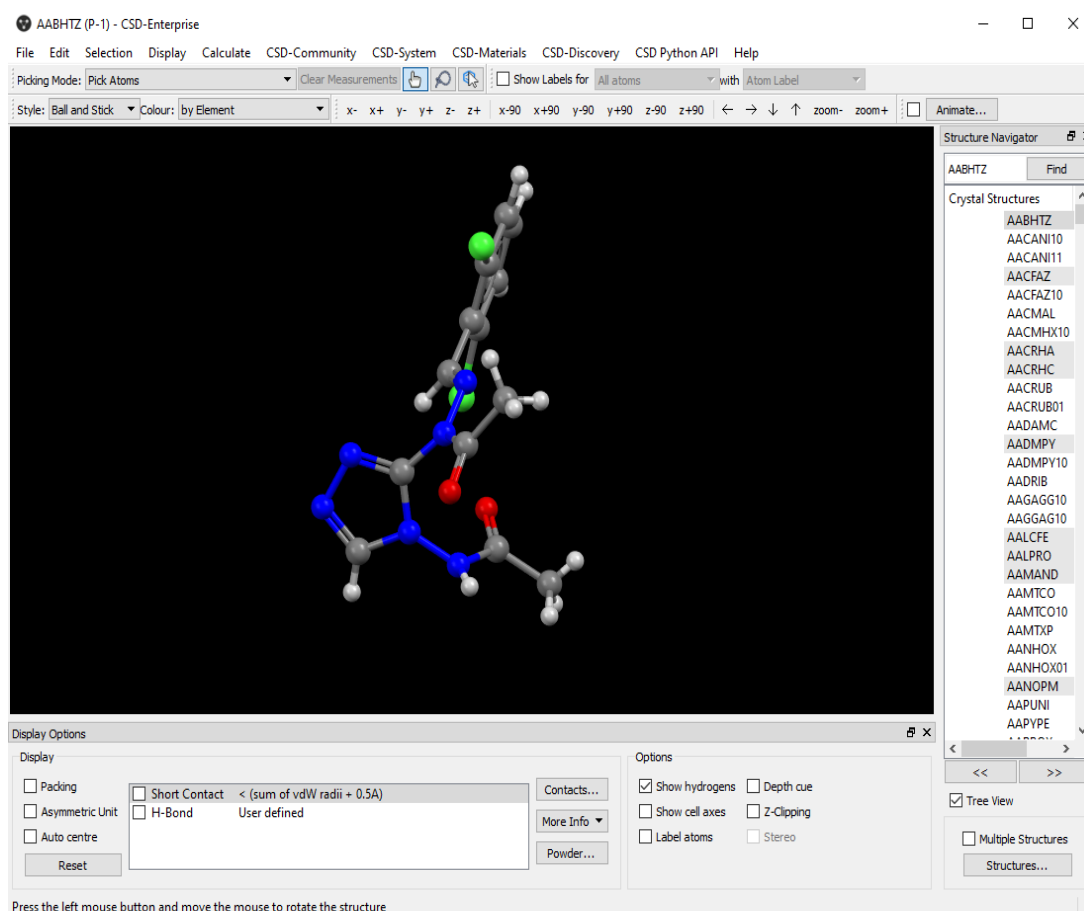 AABHTZ (P-1) - CSD-Enterprise
File Edit Selection Display Calculate CSD-Community CSD-System CSD-Materials CSD-Discovery CSD Python API Help
Picking Mode: Pick Atoms Clear Measurements Show Labels for All atoms with Atom Label
Style: Ball and Stick Colour: by Element x- x+ y- y+ z- z+ x-90 x+90 y-90 y+90 z-90 z+90 ← → ↓ ↑ zoom- zoom+ Animate...
Structure Navigator
AABHTZ Find
Crystal Structures
AABHTZ
AACANI10
AACANI11
AACFAZ
AACFAZ10
AACMAL
AACMHX10
AACRHA
AACRHC
AACRUB
AACRUB01
AADAMC
AADMPY
AADMPY10
AADRIB
AAGAGG10
AAGGAG10
AALCFE
AALPRO
AAMAND
AAMTCO
AAMTCO10
AAMTXP
AANHOX
AANHOX01
AANOPM
AAPUNI
AAPYPE
<< >>
Tree View
Multiple Structures
Structures...
Display Options
Display
Packing
Asymmetric Unit
Auto centre
Reset
Short Contact < (sum of vdW radii + 0.5A)
H-Bond User defined
Contacts...
More Info
Powder...
Options
Show hydrogens Depth cue
Show cell axes Z-Clipping
Label atoms Stereo
Press the left mouse button and move the mouse to rotate the structure